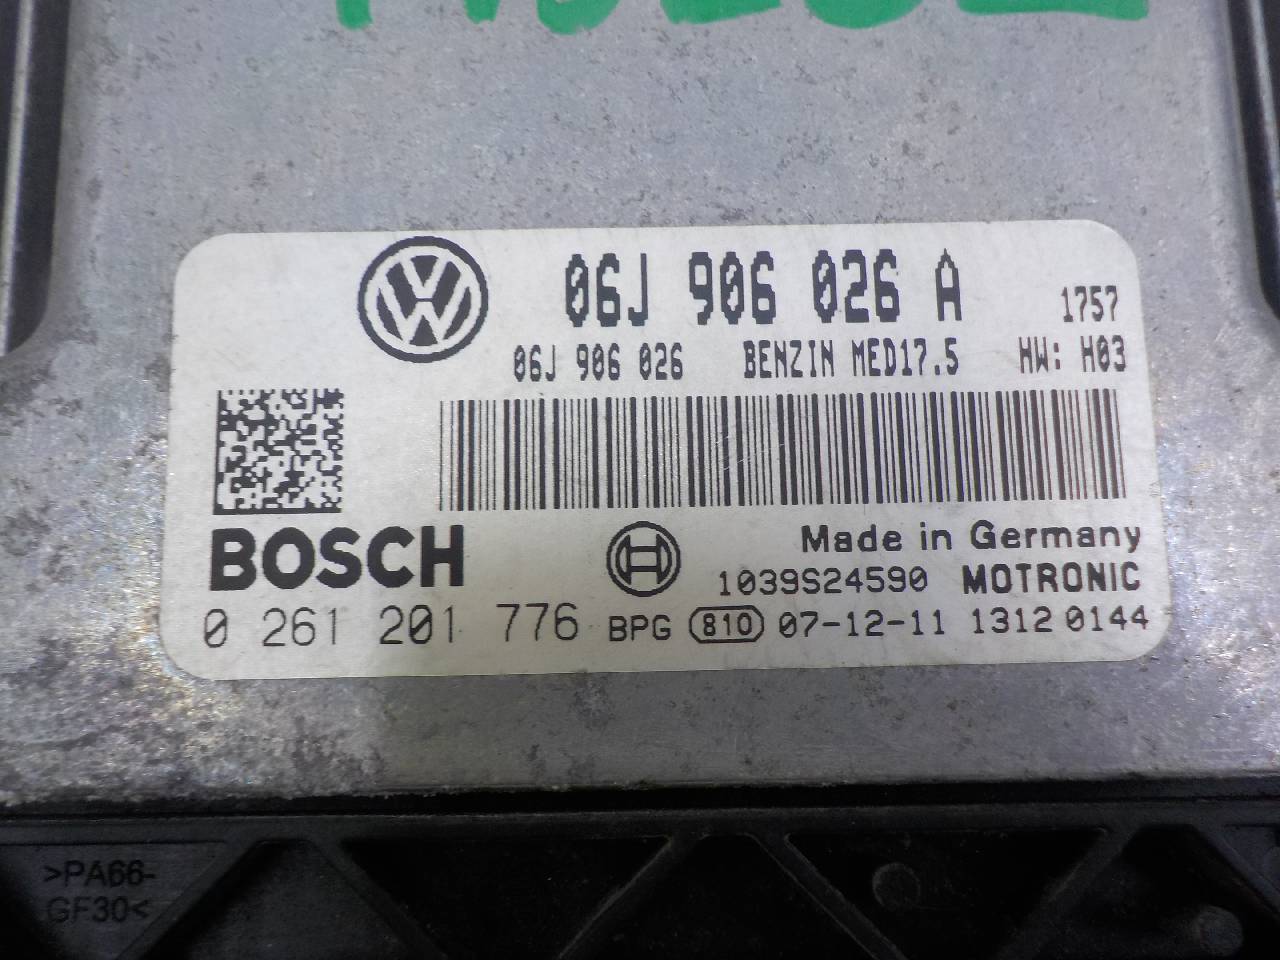 06J 906 026 A 1757
06J 906 026 BENZIN MED17.5 HW: H03
BOSCH
Made in Germany
1039S24590 MOTRONIC
0 261 201 776 BPG 810 07-12-11 1312 0144
>PA66-
GF30<